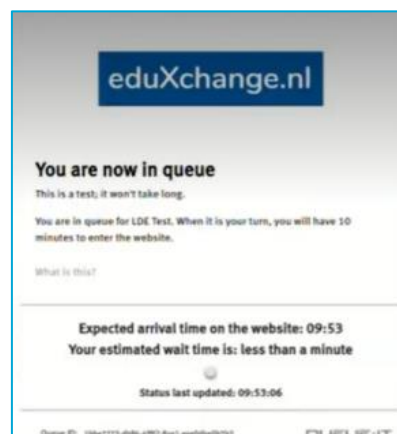 eduXchange.nl
You are now in queue
This is a test; it won't take long.
You are in queue for LDE Test. When it is your turn, you will have 10
minutes to enter the website.
What is this?
Expected arrival time on the website: 09:53
Your estimated wait time is: less than a minute
Status last updated: 09:53:06
Queue ID: